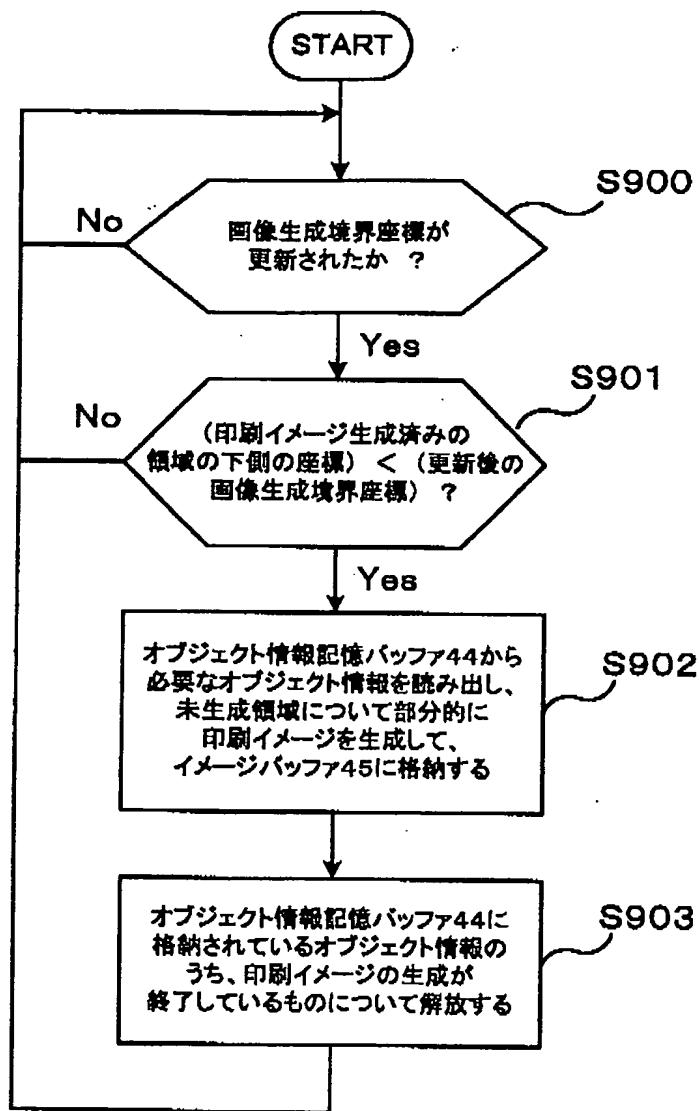 START
S900
No
画像生成境界座標が
更新されたか ?
Yes
S901
No
(印刷イメージ生成済みの
領域の下側の座標) < (更新後の
画像生成境界座標) ?
Yes
オブジェクト情報記憶バッファ44から
必要なオブジェクト情報を読み出し、
未生成領域について部分的に
印刷イメージを生成して、
イメージバッファ45に格納する
S902
オブジェクト情報記憶バッファ44に
格納されているオブジェクト情報の
うち、印刷イメージの生成が
終了しているものについて解放する
S903